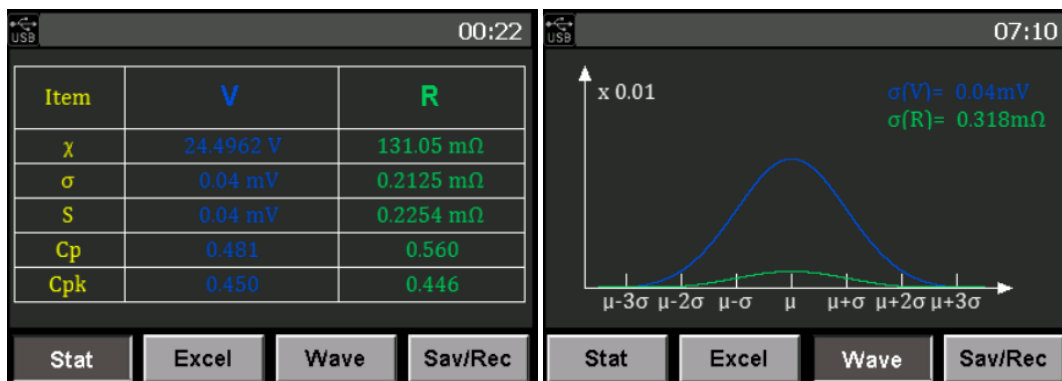 USB 00:22
Item V R
χ 24.4962 V 131.05 mΩ
σ 0.04 mV 0.2125 mΩ
S 0.04 mV 0.2254 mΩ
Cp 0.481 0.560
Cpk 0.450 0.446
Stat Excel Wave Sav/Rec
USB 07:10
x 0.01
σ(V)= 0.04mV
σ(R)= 0.318mΩ
μ-3σ μ-2σ μ-σ μ μ+σ μ+2σ μ+3σ
Stat Excel Wave Sav/Rec